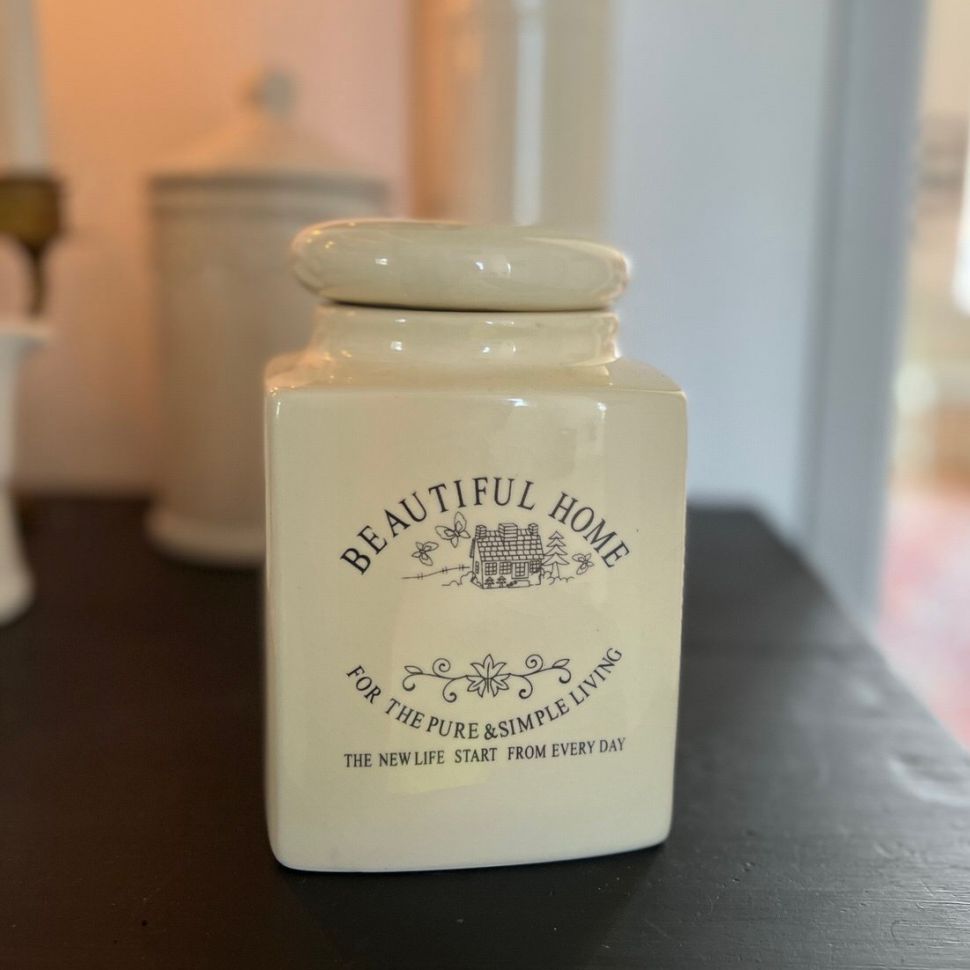 BEAUTIFUL HOME
FOR THE PURE & SIMPLE LIVING
THE NEW LIFE START FROM EVERY DAY